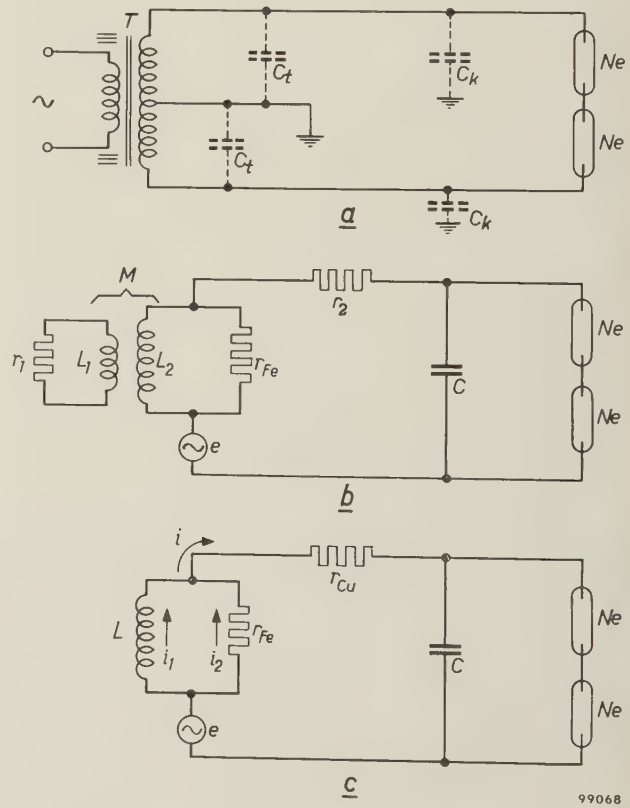 T
C_t
C_k
Ne
~
C_t
Ne
C_k
a
M
r_2
r_1
L_1
L_2
r_Fe
C
Ne
Ne
~
e
b
i
r_Cu
L
i_1
i_2
r_Fe
C
Ne
Ne
~
e
c
99068